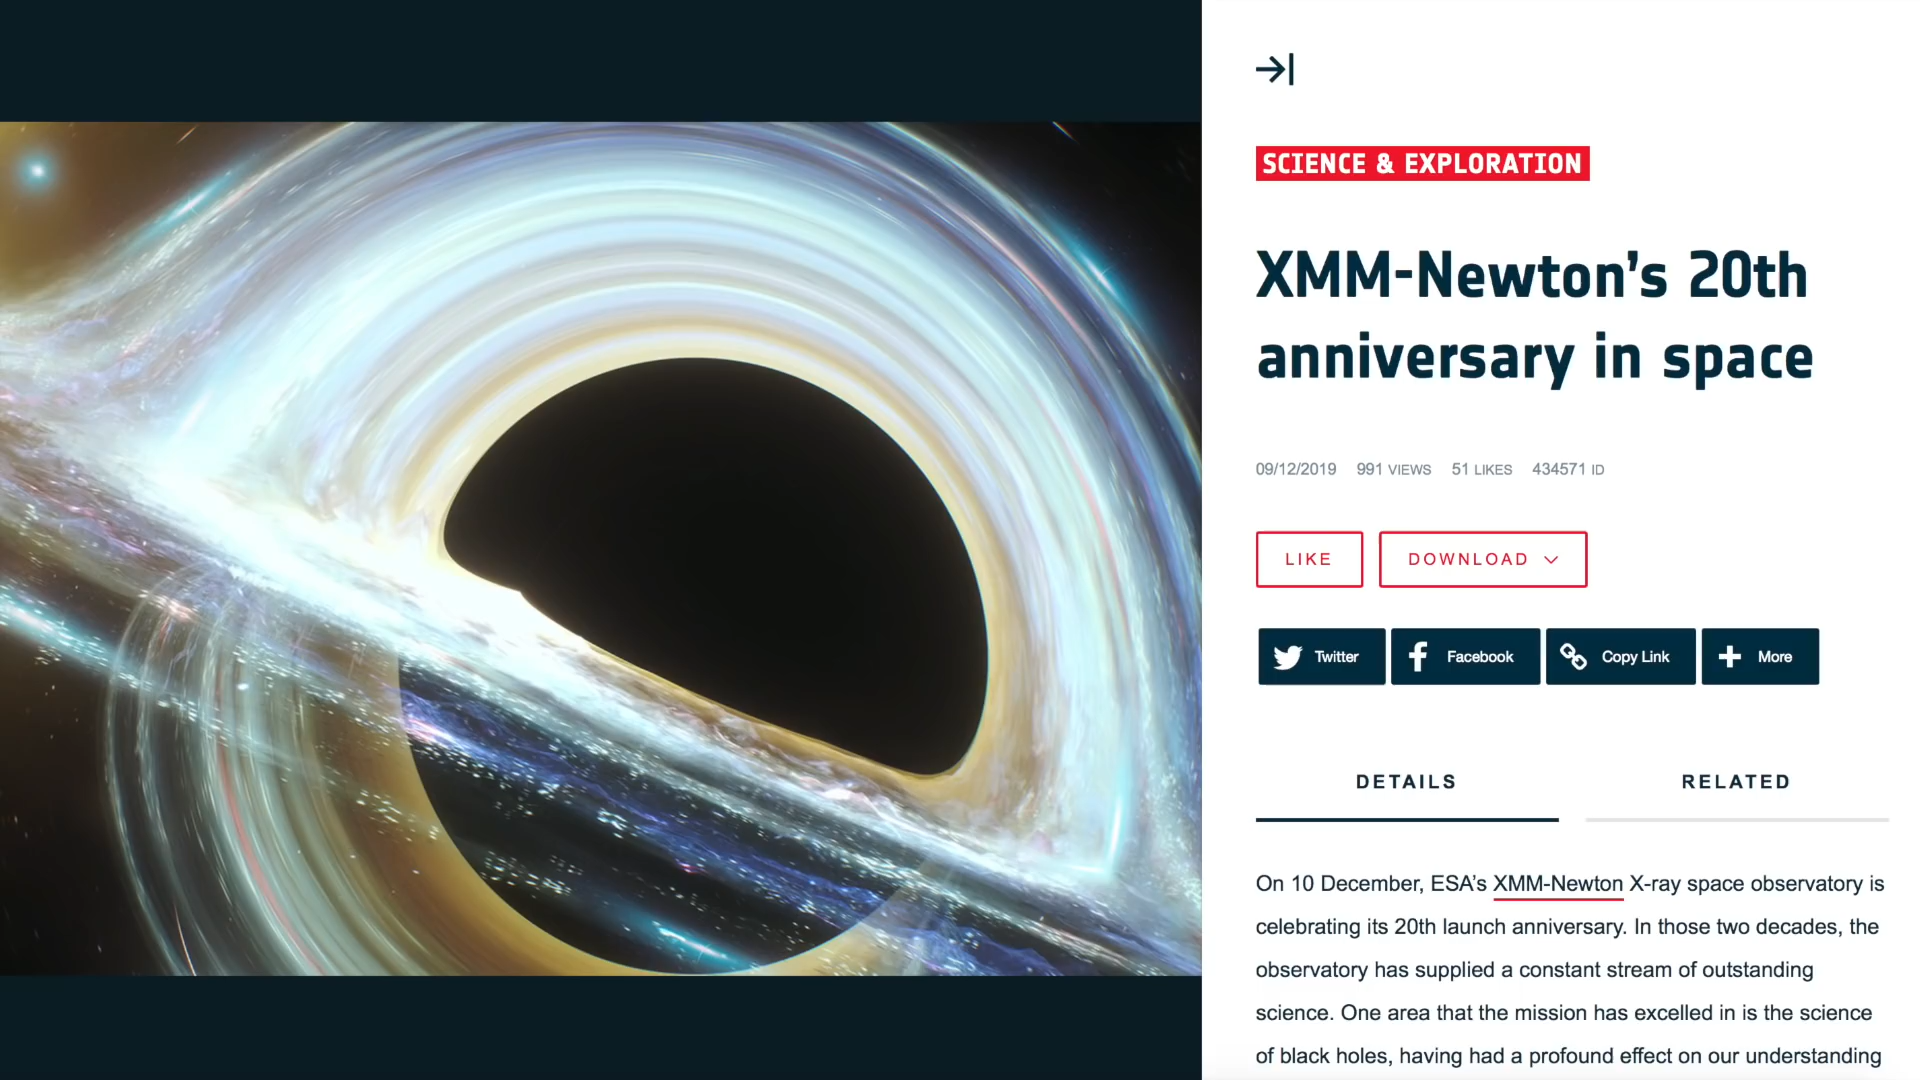 SCIENCE & EXPLORATION
XMM-Newton’s 20th
anniversary in space
09/12/2019 991 VIEWS 51 LIKES 434571 ID
LIKE DOWNLOAD
Twitter Facebook Copy Link More
DETAILS RELATED
On 10 December, ESA’s XMM-Newton X-ray space observatory is
celebrating its 20th launch anniversary. In those two decades, the
observatory has supplied a constant stream of outstanding
science. One area that the mission has excelled in is the science
of black holes, having had a profound effect on our understanding